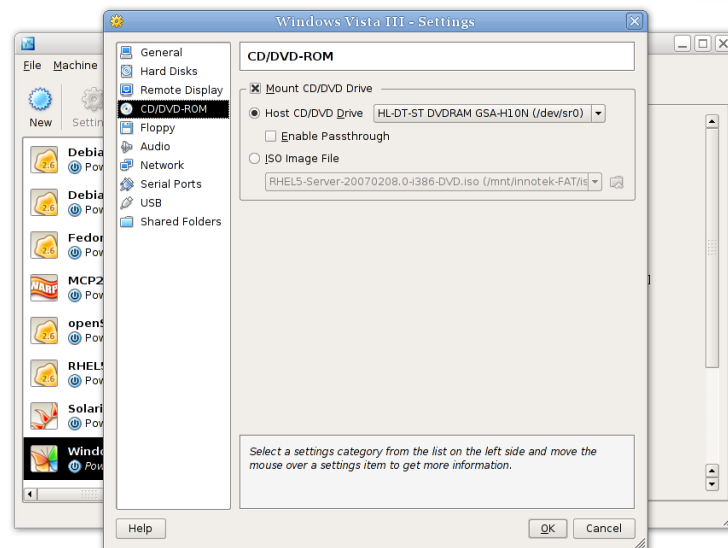 Windows Vista III - Settings
File Machine
New
Settin
Debia
Pow
Debia
Pow
Fedor
Pow
MCP2
Pow
openS
Pow
RHEL5
Pow
Solari
Pow
Windo
Pow
General
Hard Disks
Remote Display
CD/DVD-ROM
Floppy
Audio
Network
Serial Ports
USB
Shared Folders
CD/DVD-ROM
Mount CD/DVD Drive
Host CD/DVD Drive HL-DT-ST DVDRAM GSA-H10N (/dev/sr0)
Enable Passthrough
ISO Image File
RHEL5-Server-20070208.0-i386-DVD.iso (/mnt/innotek-FAT/is
Select a settings category from the list on the left side and move the
mouse over a settings item to get more information.
Help
OK
Cancel